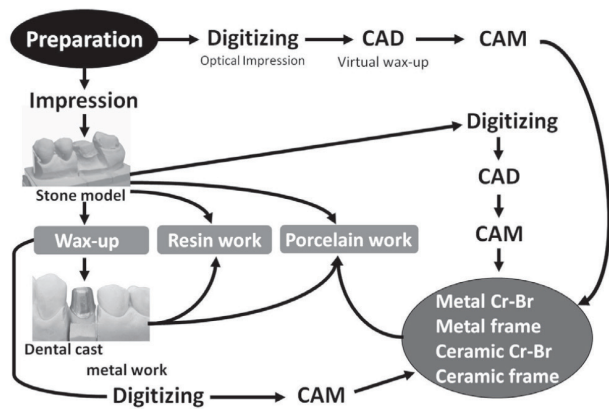 Preparation
Digitizing
Optical Impression
CAD
Virtual wax-up
CAM
Impression
Stone model
Digitizing
CAD
CAM
Wax-up
Resin work
Porcelain work
Metal Cr-Br
Metal frame
Ceramic Cr-Br
Ceramic frame
Dental cast
metal work
Digitizing
CAM